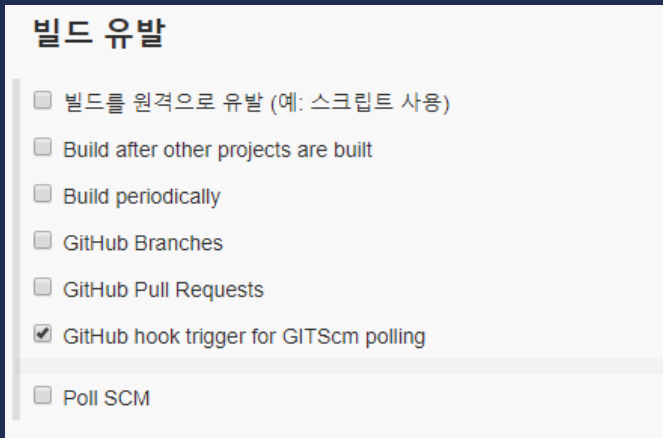 빌드 유발
빌드를 원격으로 유발 (예: 스크립트 사용)
Build after other projects are built
Build periodically
GitHub Branches
GitHub Pull Requests
GitHub hook trigger for GITScm polling
Poll SCM